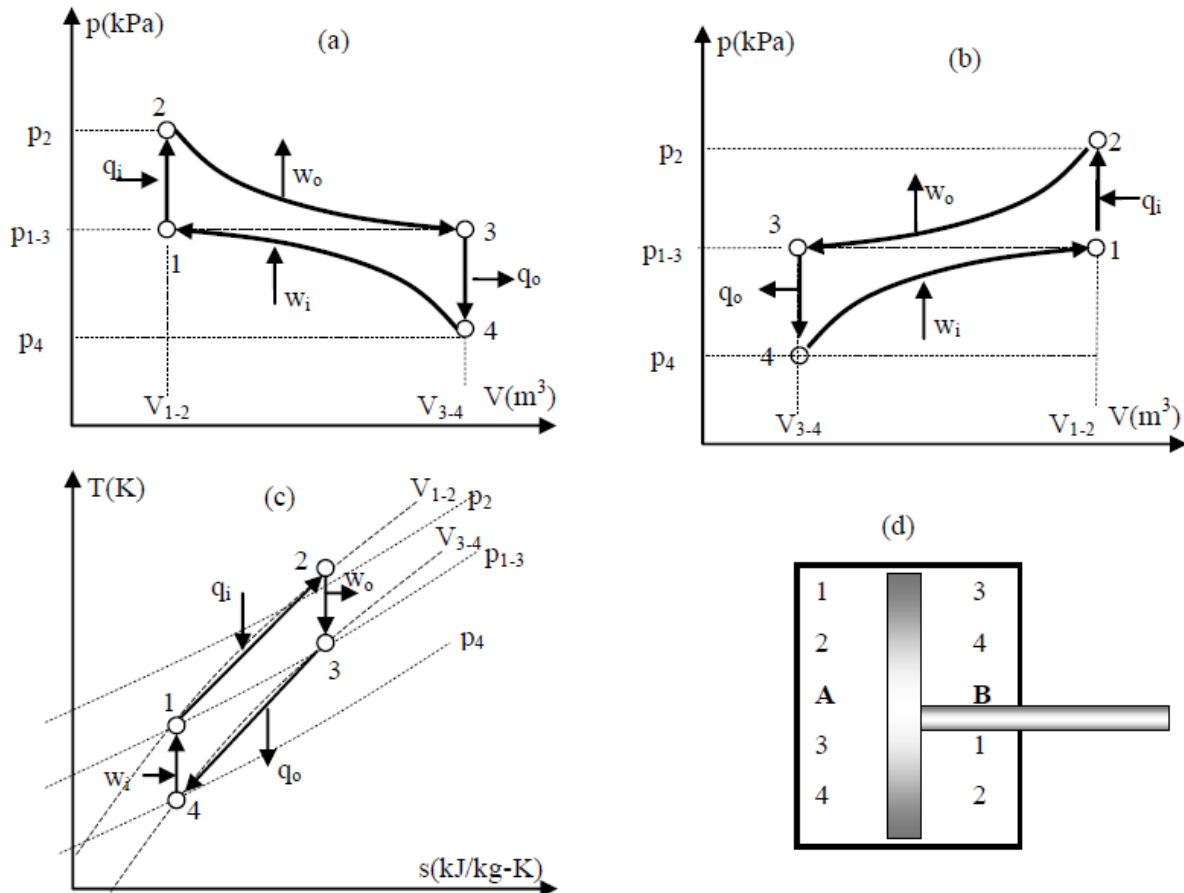 p(kPa)
(a)
2
p₂
qᵢ
wₒ
p₁₋₃
1
3
wᵢ
qₒ
4
p₄
V₁₋₂
V₃₋₄
V(m³)
p(kPa)
(b)
p₂
2
wₒ
qᵢ
3
p₁₋₃
1
qₒ
wᵢ
p₄
4
V₃₋₄
V₁₋₂
V(m³)
T(K)
(c)
V₁₋₂
p₂
V₃₋₄
p₁₋₃
2
qᵢ
wₒ
3
p₄
1
wᵢ
qₒ
4
s(kJ/kg-K)
(d)
1 3
2 4
A B
3 1
4 2